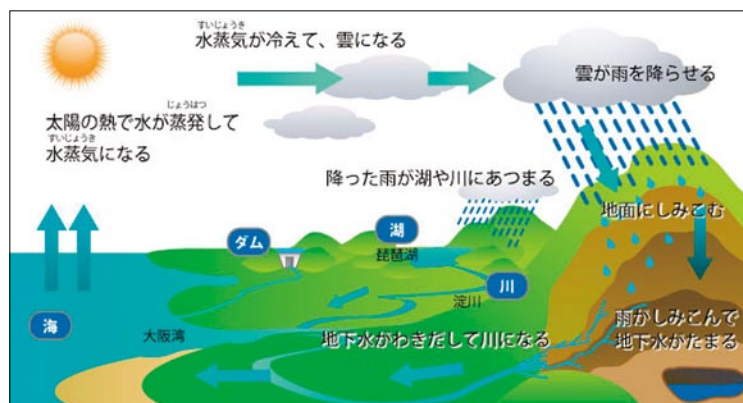 すいじょうき
水蒸気が冷えて、雲になる
雲が雨を降らせる
じょうはつ
太陽の熱で水が蒸発して
すいじょうき
水蒸気になる
降った雨が湖や川にあつまる
地面にしみこむ
湖
ダム
琵琶湖
川
淀川
海
大阪湾
雨がしみこんで
地下水がたまる
地下水がわきだして川になる